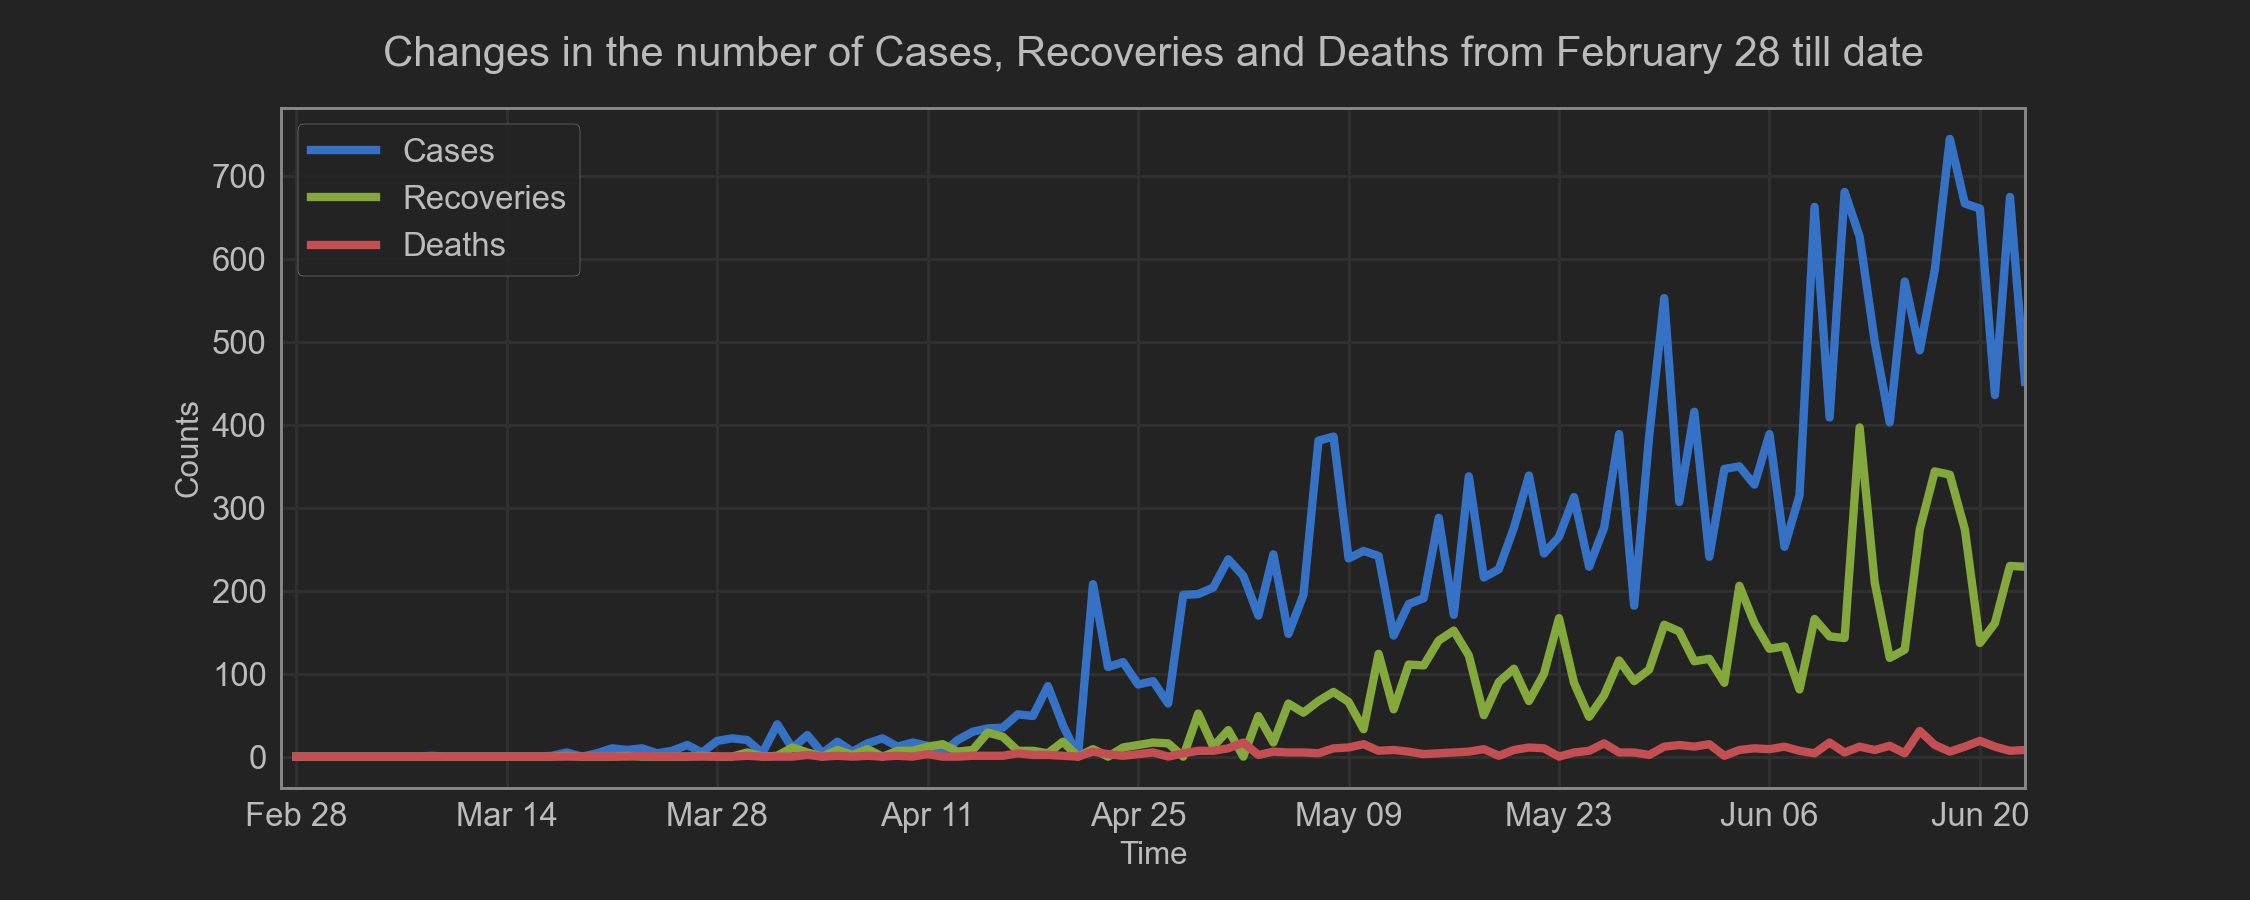 Changes in the number of Cases, Recoveries and Deaths from February 28 till date
Cases
Recoveries
Deaths
700
600
500
400
300
200
100
0
Counts
Feb 28 Mar 14 Mar 28 Apr 11 Apr 25 May 09 May 23 Jun 06 Jun 20
Time